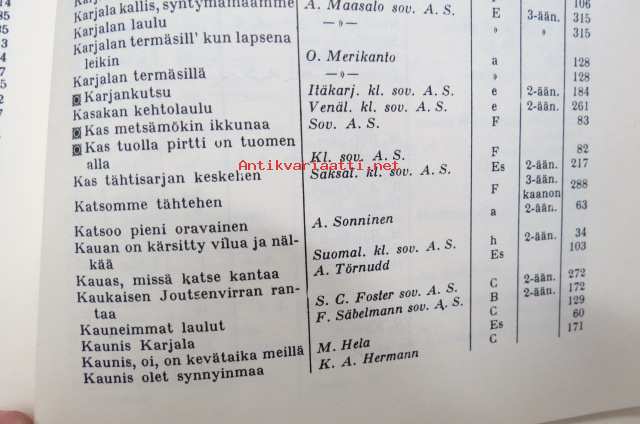 Karjala kallis, syntymämaamme A. Maasalo sov. A. S. E 3-ään. 106
Karjalan laulu —»— » » 315
Karjalan termäsill' kun lapsena 315
leikin O. Merikanto a 128
Karjalan termäsillä —»— » 128
Karjankutsu Itäkarj. kl. sov. A. S. e 2-ään. 184
Kasakan kehtolaulu Venäl. kl. sov. A. S. e 2-ään. 261
Kas metsämökin ikkunaa Sov. A. S. F 83
Kas tuolla pirtti on tuomen
alla Kl. sov. A. S. F 82
Kas tähtisarjan keskehen Saksal. kl. sov. A. S. Es 2-ään. 217
Katsomme tähtehen F 3-ään. kaanon 288
Katsoo pieni oravainen A. Sonninen a 2-ään. 63
Kauan on kärsitty vilua ja näl-
kää Suomal. kl. sov. A. S. h 2-ään. 34
Kauas, missä katse kantaa A. Törnudd Es 103
Kaukaisen Joutsenvirran ran-
taa S. C. Foster sov. A. S. C 2-ään. 272
Kauneimmat laulut F. Säbelmann sov. A. S. B 2-ään. 172
Kaunis Karjala C 129
Kaunis, oi, on kevätaika meillä M. Hela Es 60
Kaunis olet synnyinmaa K. A. Hermann C 171
Antikvariaatti.net